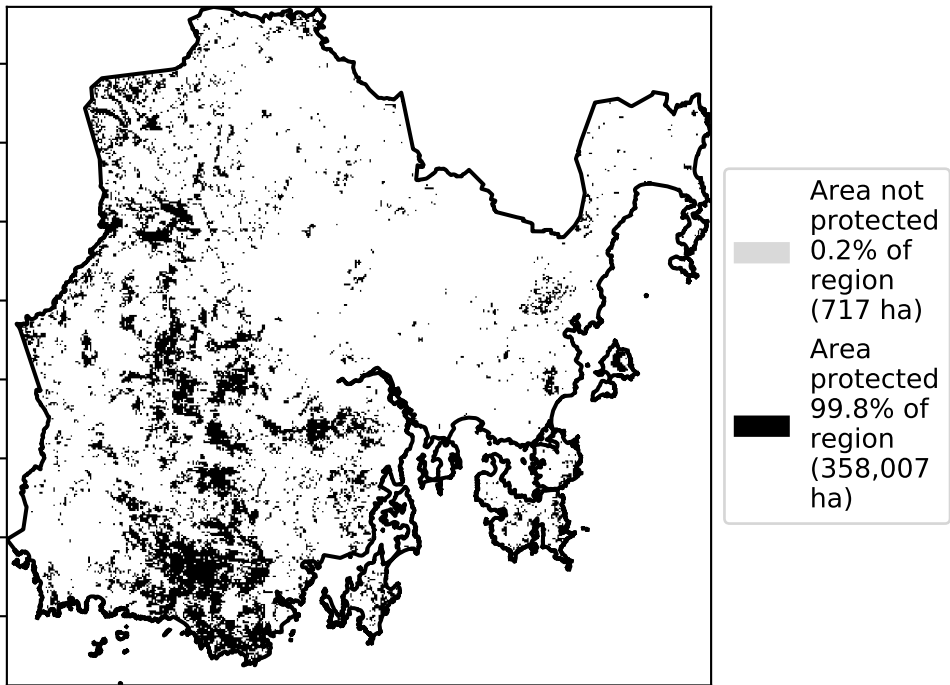 Area not
protected
0.2% of
region
(717 ha)
Area
protected
99.8% of
region
(358,007
ha)